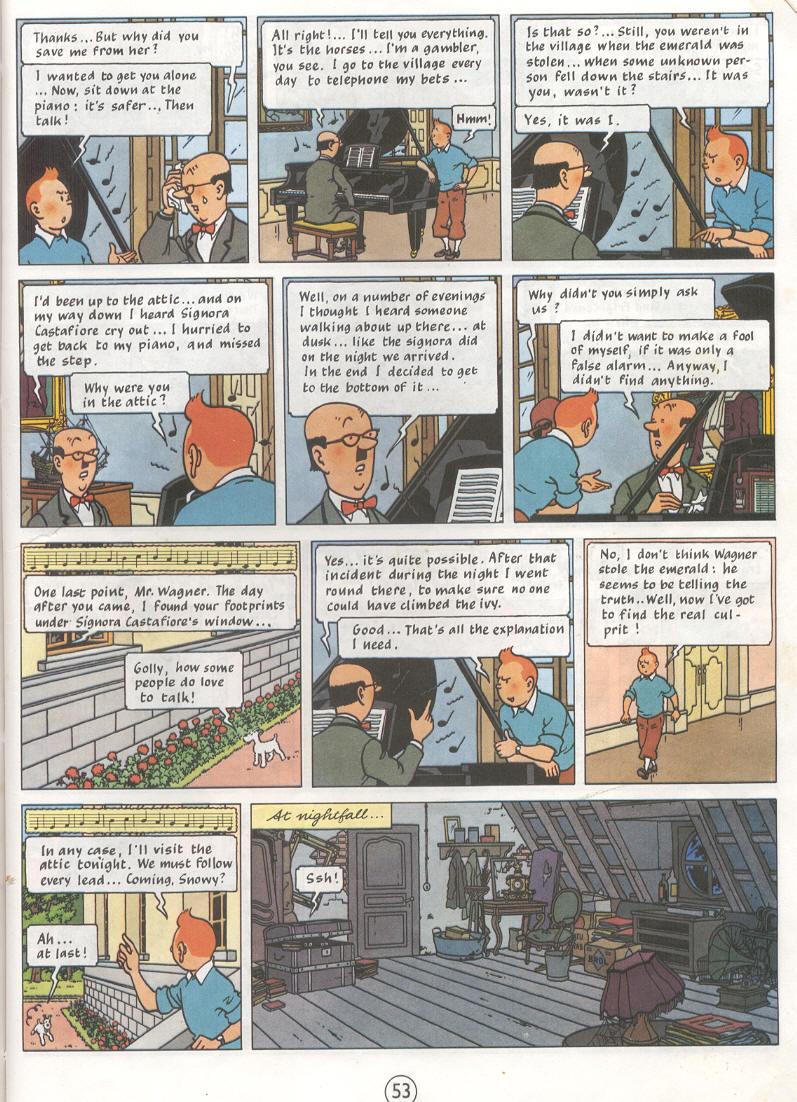 Thanks... But why did you
save me from her?
I wanted to get you alone
... Now, sit down at the
piano: it's safer.., Then
talk!
All right!... I'll tell you everything.
It's the horses... I'm a gambler,
you see. I go to the village every
day to telephone my bets...
Hmm!
Is that so?... Still, you weren't in
the village when the emerald was
stolen... when some unknown per-
son fell down the stairs... It was
you, wasn't it?
Yes, it was I.
I'd been up to the attic... and on
my way down I heard Signora
Castafiore cry out... I hurried to
get back to my piano, and missed
the step.
Why were you
in the attic?
Well, on a number of evenings
I thought I heard someone
walking about up there... at
dusk... like the signora did
on the night we arrived.
In the end I decided to get
to the bottom of it...
Why didn't you simply ask
us?
I didn't want to make a fool
of myself, if it was only a
false alarm... Anyway, I
didn't find anything.
One last point, Mr. Wagner. The day
after you came, I found your footprints
under Signora Castafiore's window...
Golly, how some
people do love
to talk!
Yes... it's quite possible. After that
incident during the night I went
round there, to make sure no one
could have climbed the ivy.
Good... That's all the explanation
I need.
No, I don't think Wagner
stole the emerald: he
seems to be telling the
truth.. Well, now I've got
to find the real cul-
prit!
In any case, I'll visit the
attic tonight. We must follow
every lead... Coming, Snowy?
Ah...
at last!
At nightfall...
Ssh!
53